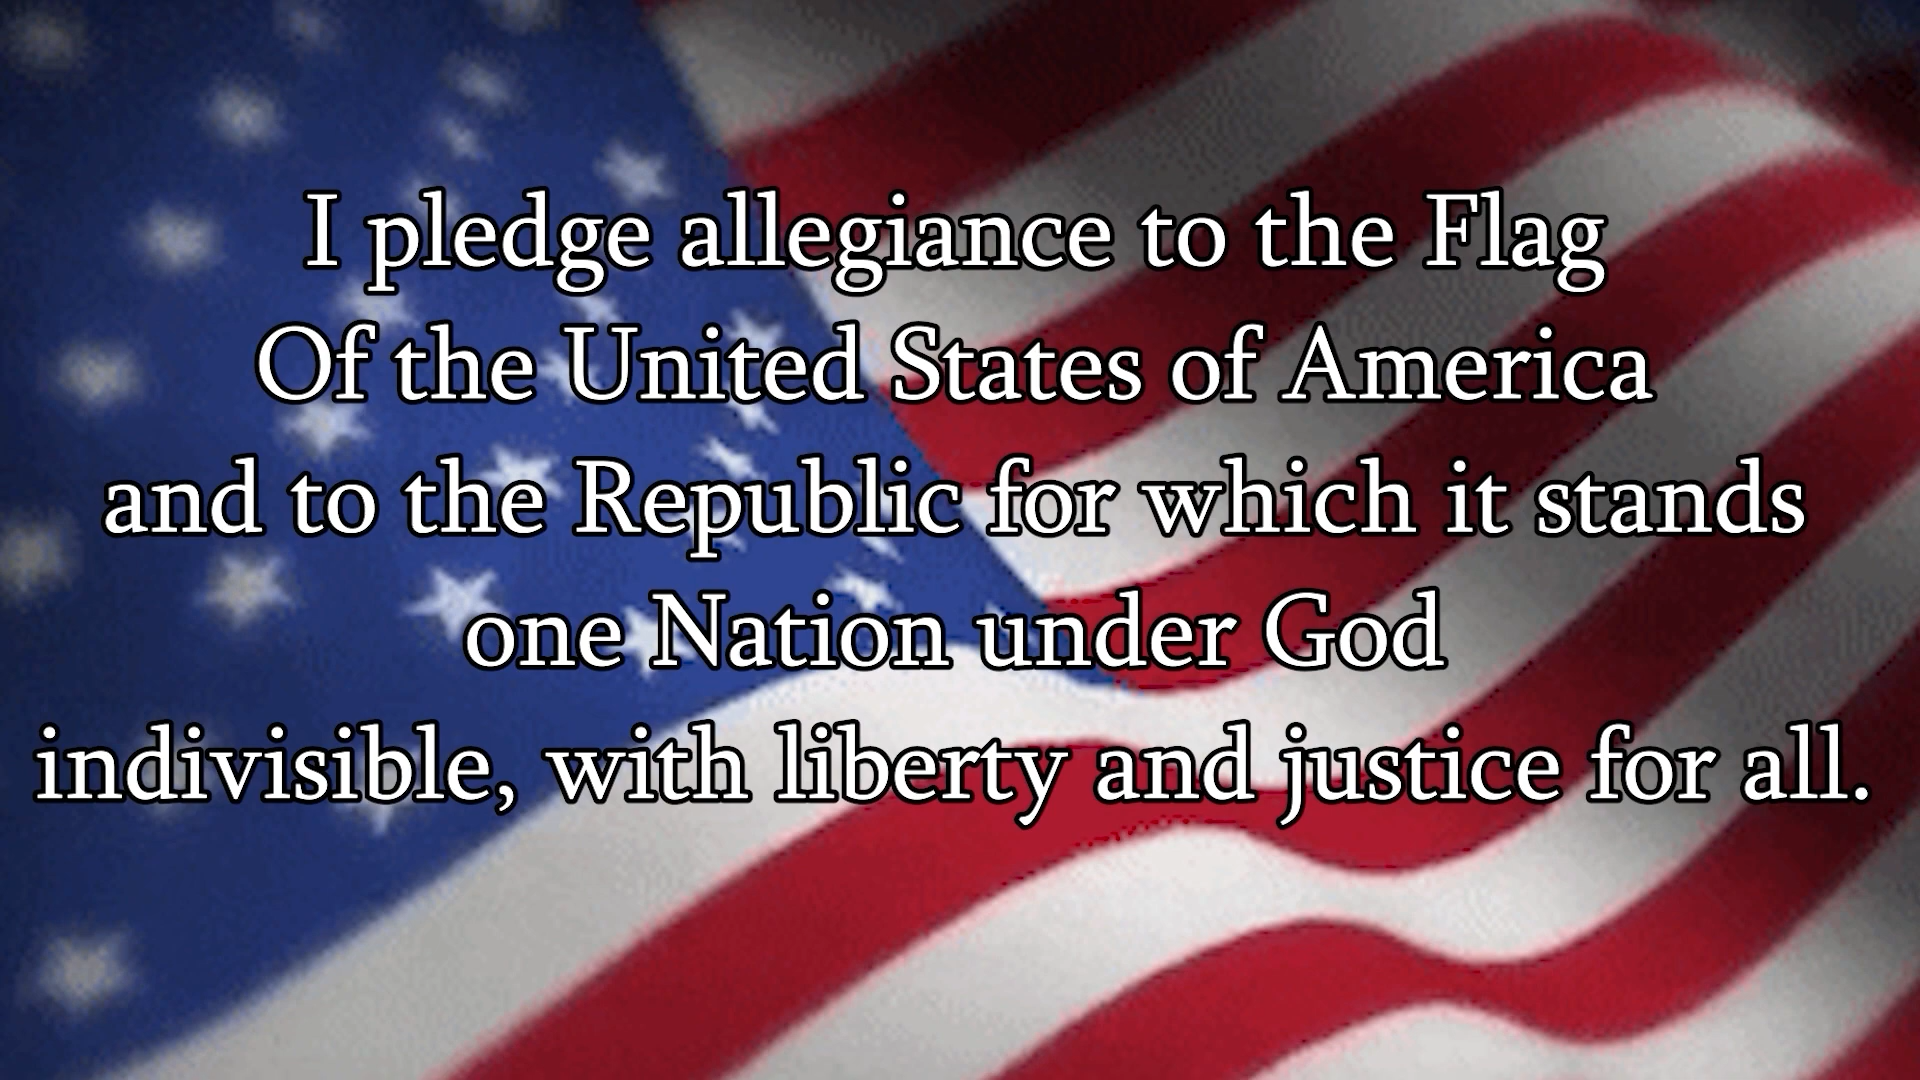 I pledge allegiance to the Flag
Of the United States of America
and to the Republic for which it stands
one Nation under God
indivisible, with liberty and justice for all.